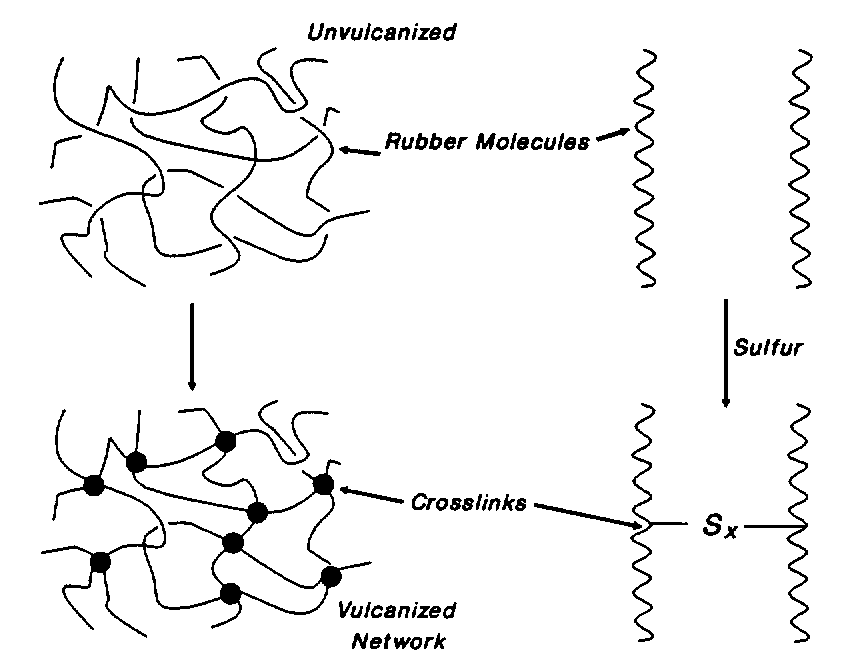 Unvulcanized
Rubber Molecules
Sulfur
Crosslinks
Sx
Vulcanized
Network